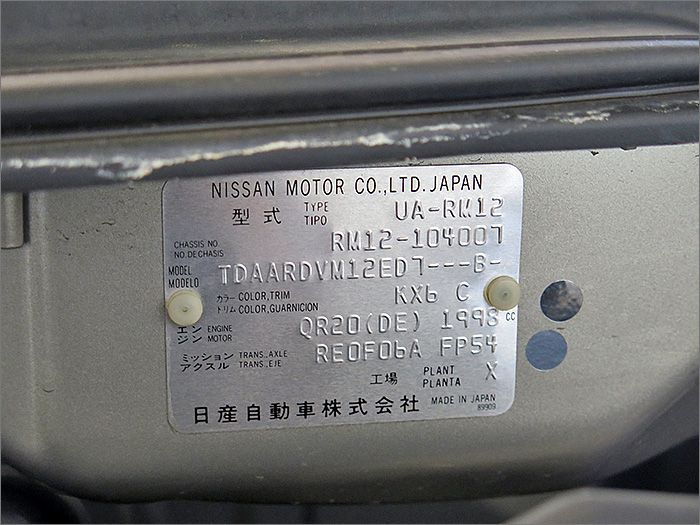 NISSAN MOTOR CO.,LTD. JAPAN
型式 TYPE TIPO UA-RM12
CHASSIS NO. NO.DECHASIS RM12-104007
MODEL MODELO TDAARDVM12ED7---B-
カラー COLOR,TRIM KX6 C
トリム COLOR,GUARNICION
エンジン ENGINE MOTOR QR20(DE) 1998 CC
ミッション TRANS.,AXLE RE0F06A FP54
アクスル TRANS.,EJE
工場 PLANT PLANTA X
日産自動車株式会社 MADE IN JAPAN
89909